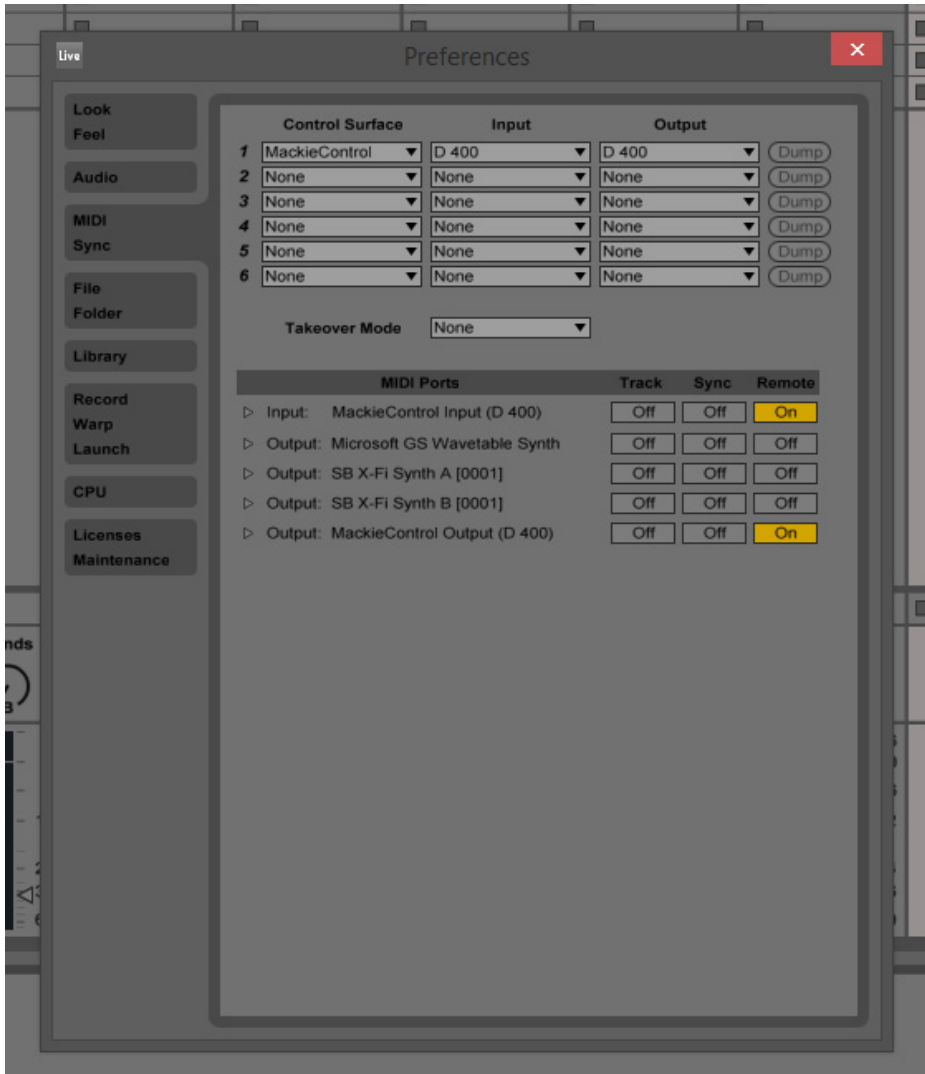 Live
Preferences
Look
Feel
Audio
MIDI
Sync
File
Folder
Library
Record
Warp
Launch
CPU
Licenses
Maintenance
Control Surface Input Output
1 MackieControl D 400 D 400 Dump
2 None None None Dump
3 None None None Dump
4 None None None Dump
5 None None None Dump
6 None None None Dump
Takeover Mode None
MIDI Ports Track Sync Remote
Input: MackieControl Input (D 400) Off Off On
Output: Microsoft GS Wavetable Synth Off Off Off
Output: SB X-Fi Synth A [0001] Off Off Off
Output: SB X-Fi Synth B [0001] Off Off Off
Output: MackieControl Output (D 400) Off Off On
nds